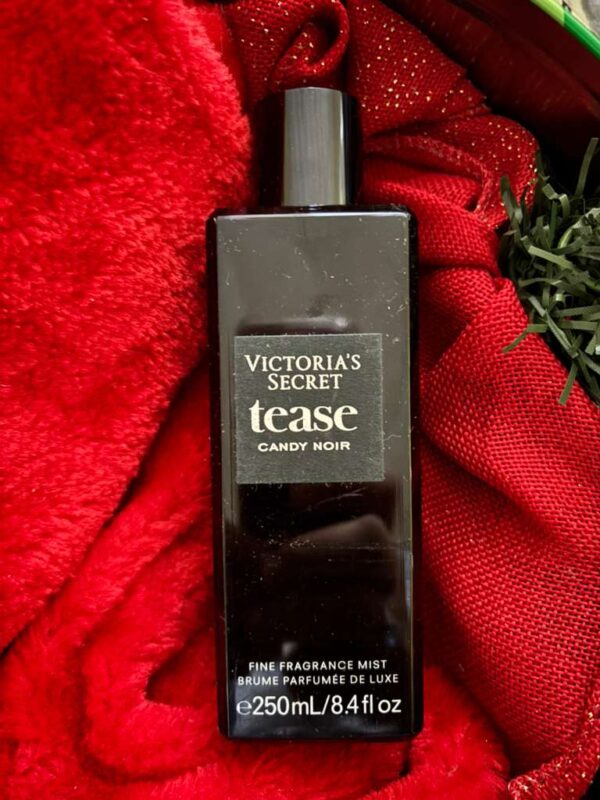 VICTORIA'S
SECRET
tease
CANDY NOIR
FINE FRAGRANCE MIST
BRUME PARFUMÉE DE LUXE
℮250mL/8.4fl oz